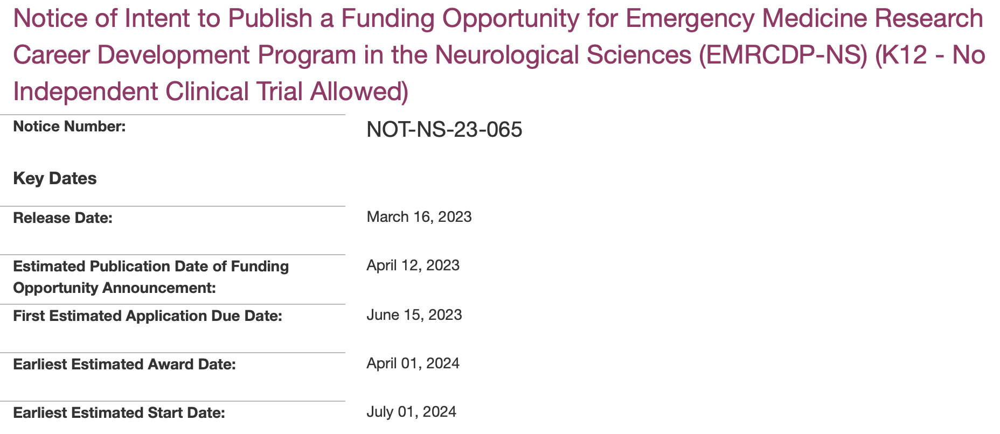 Notice of Intent to Publish a Funding Opportunity for Emergency Medicine Research
Career Development Program in the Neurological Sciences (EMRCDP-NS) (K12 - No
Independent Clinical Trial Allowed)
Notice Number:
NOT-NS-23-065
Key Dates
Release Date:
March 16, 2023
Estimated Publication Date of Funding
Opportunity Announcement:
April 12, 2023
First Estimated Application Due Date:
June 15, 2023
Earliest Estimated Award Date:
April 01, 2024
Earliest Estimated Start Date:
July 01, 2024